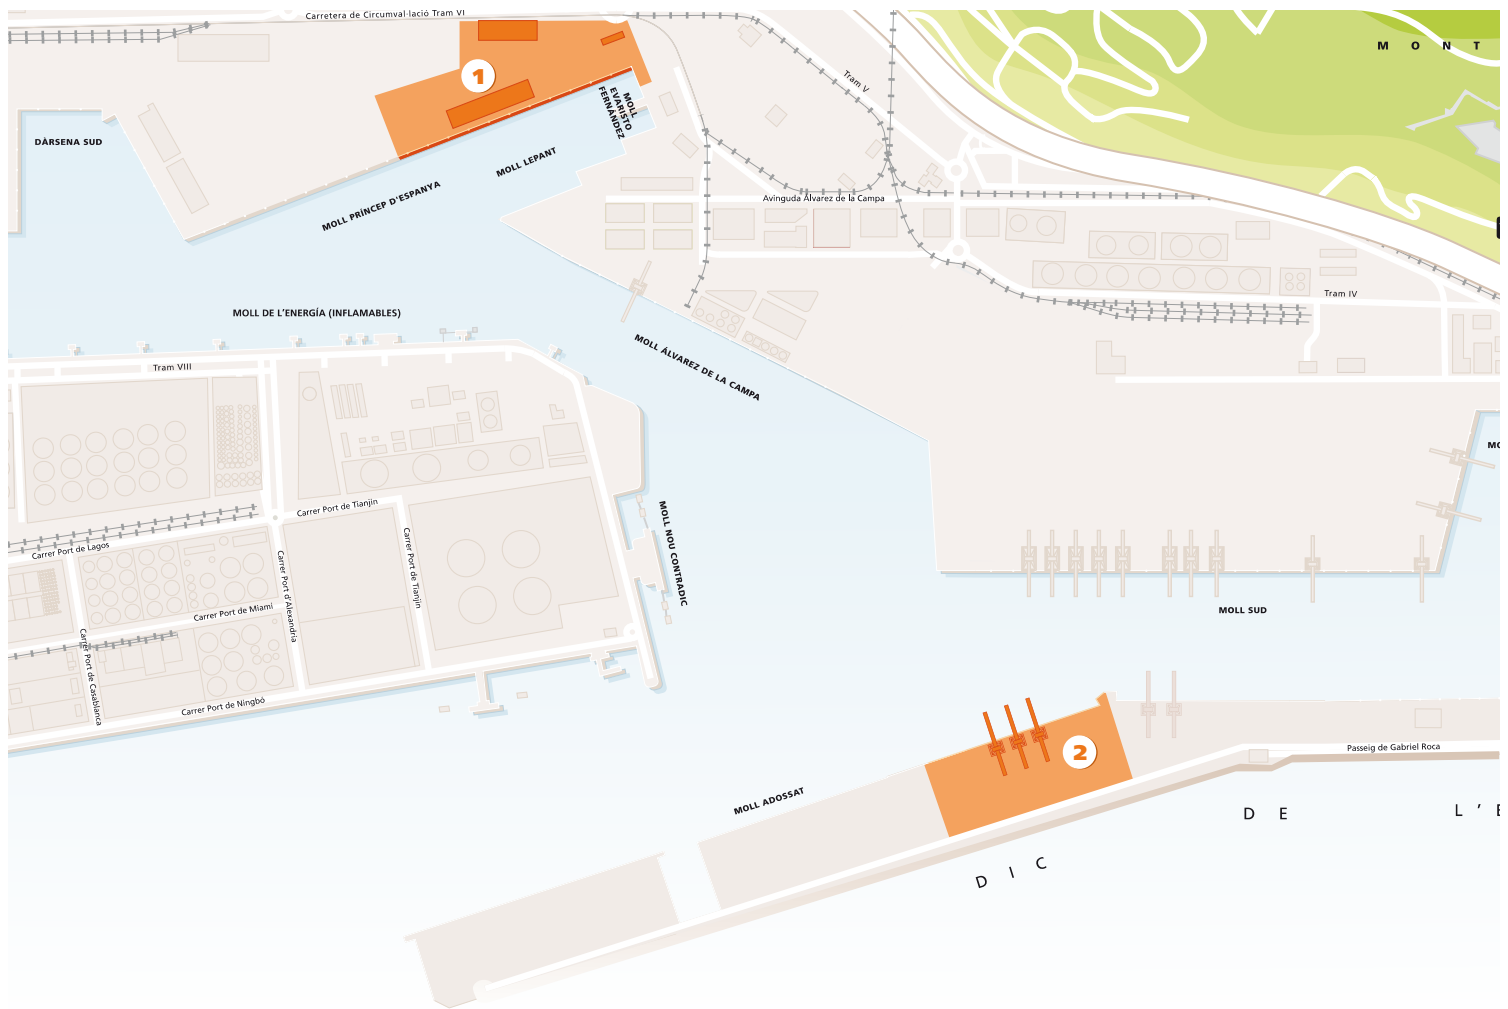 Carretera de Circumval·lació Tram VI
M O N T
1
Tram V
MOLL
EVARISTO
FERNÁNDEZ
DÀRSENA SUD
MOLL LEPANT
MOLL PRÍNCEP D'ESPANYA
Avinguda Álvarez de la Campa
Tram IV
MOLL DE L'ENERGÍA (INFLAMABLES)
MOLL ÁLVAREZ DE LA CAMPA
Tram VIII
MO
Carrer Port de Tianjin
MOLL NOU CONTRADIC
Carrer Port de Lagos
Carrer Port d'Alexandria
Carrer Port de Tianjin
Carrer Port de Miami
MOLL SUD
Carrer Port de Casablanca
Carrer Port de Ningbó
2
Passeig de Gabriel Roca
MOLL ADOSSAT
D I C
D E
L ' E